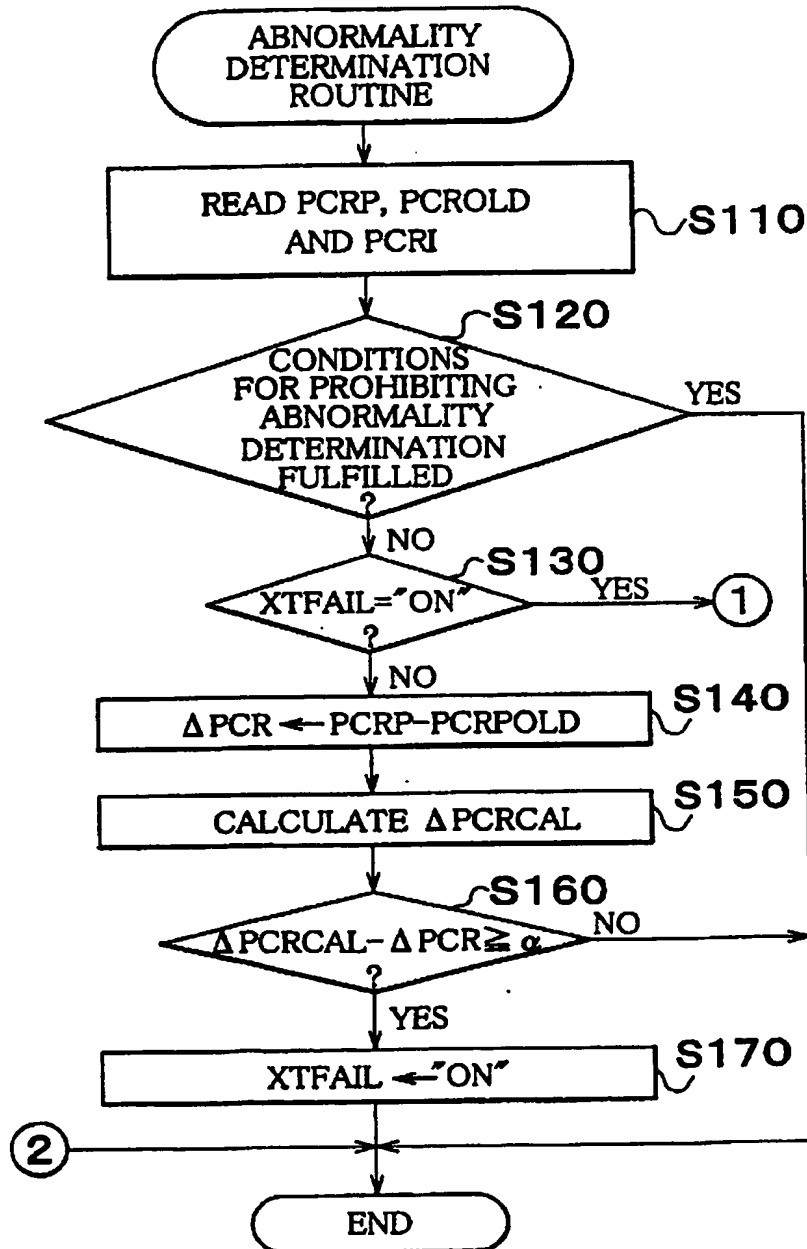 ABNORMALITY
DETERMINATION
ROUTINE
READ PCRP, PCROLD
AND PCRI
S110
S120
CONDITIONS
FOR PROHIBITING
ABNORMALITY
DETERMINATION
FULFILLED
?
YES
NO
S130
XTFAIL="ON"
?
YES
1
NO
S140
ΔPCR←PCRP-PCRPOLD
S150
CALCULATE ΔPCRCAL
S160
ΔPCRCAL-ΔPCR≧α
?
NO
YES
S170
XTFAIL←"ON"
2
END